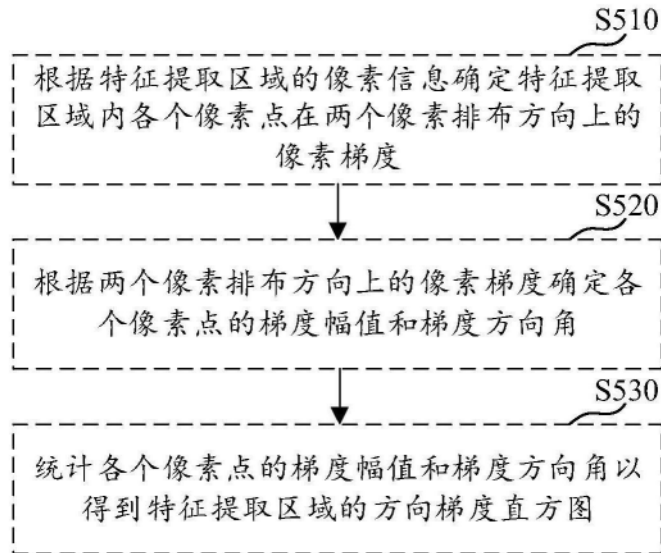 S510
根据特征提取区域的像素信息确定特征提取
区域内各个像素点在两个像素排布方向上的
像素梯度
S520
根据两个像素排布方向上的像素梯度确定各
个像素点的梯度幅值和梯度方向角
S530
统计各个像素点的梯度幅值和梯度方向角以
得到特征提取区域的方向梯度直方图